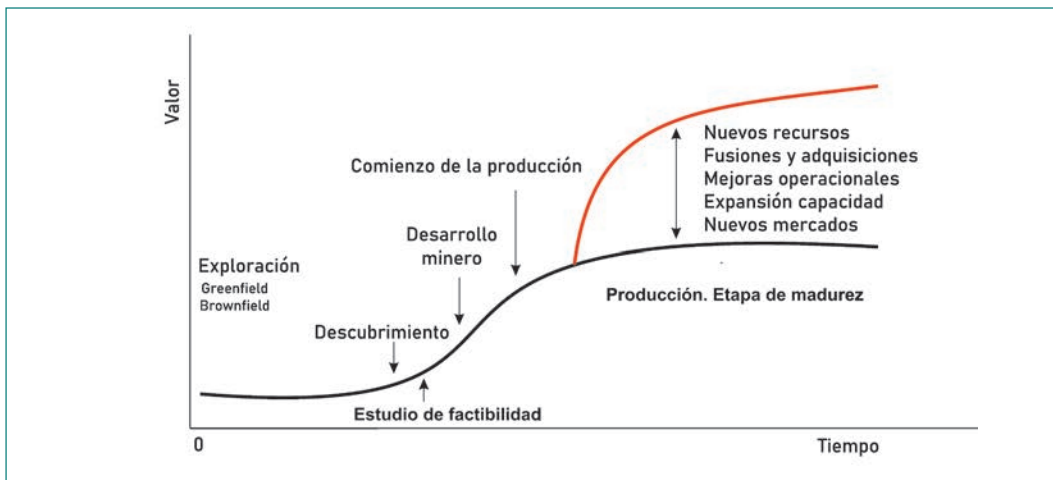 Valor
Nuevos recursos
Fusiones y adquisiciones
Mejoras operacionales
Expansión capacidad
Nuevos mercados
Comienzo de la producción
Desarrollo
minero
Exploración
Greenfield
Brownfield
Producción. Etapa de madurez
Descubrimiento
Estudio de factibilidad
0
Tiempo